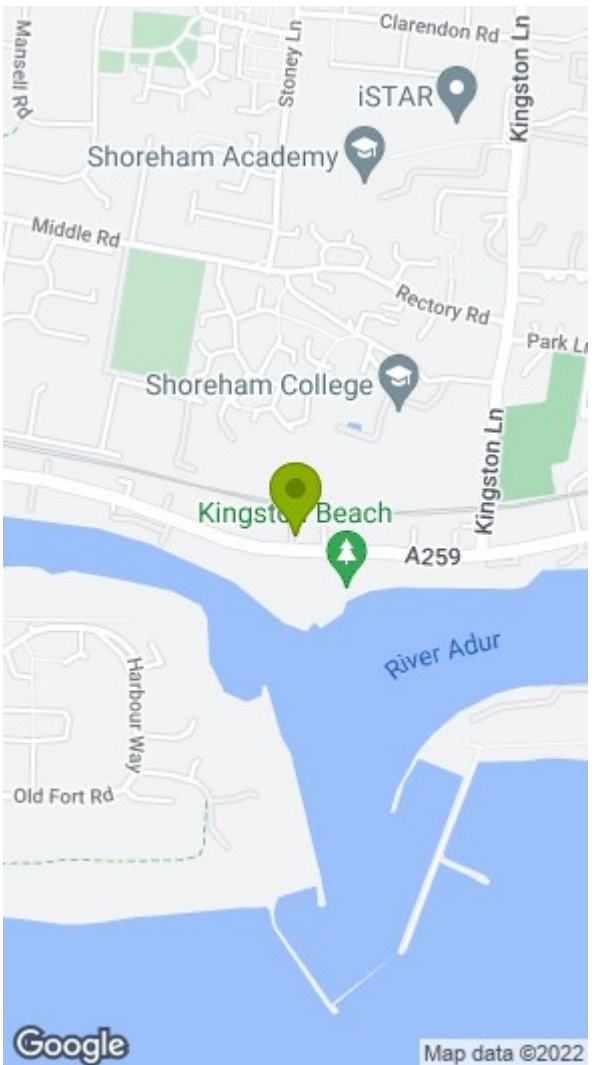 Clarendon Rd
Mansell Rd
Stoney Ln
Kingston Ln
iSTAR
Shoreham Academy
Middle Rd
Rectory Rd
Park Ln
Shoreham College
Kingston Ln
Kingston Beach
A259
River Adur
Harbour Way
Old Fort Rd
Google
Map data ©2022